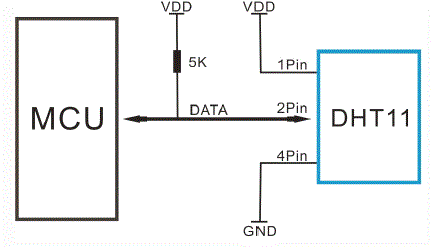 VDD
VDD
5K
1Pin
MCU
DATA
2Pin
DHT11
4Pin
GND